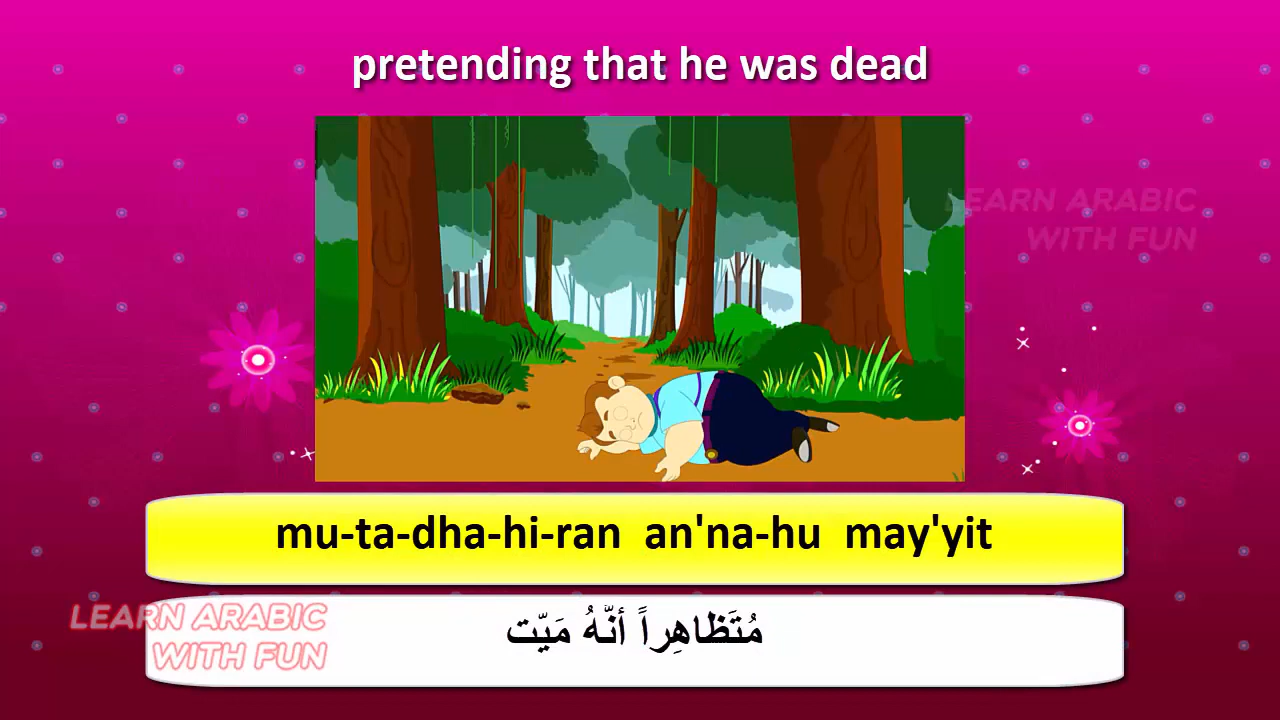 pretending that he was dead
LEARN ARABIC
WITH FUN
mu-ta-dha-hi-ran an'na-hu may'yit
مُتَظاهِراً أنّهُ مَيّت
LEARN ARABIC
WITH FUN